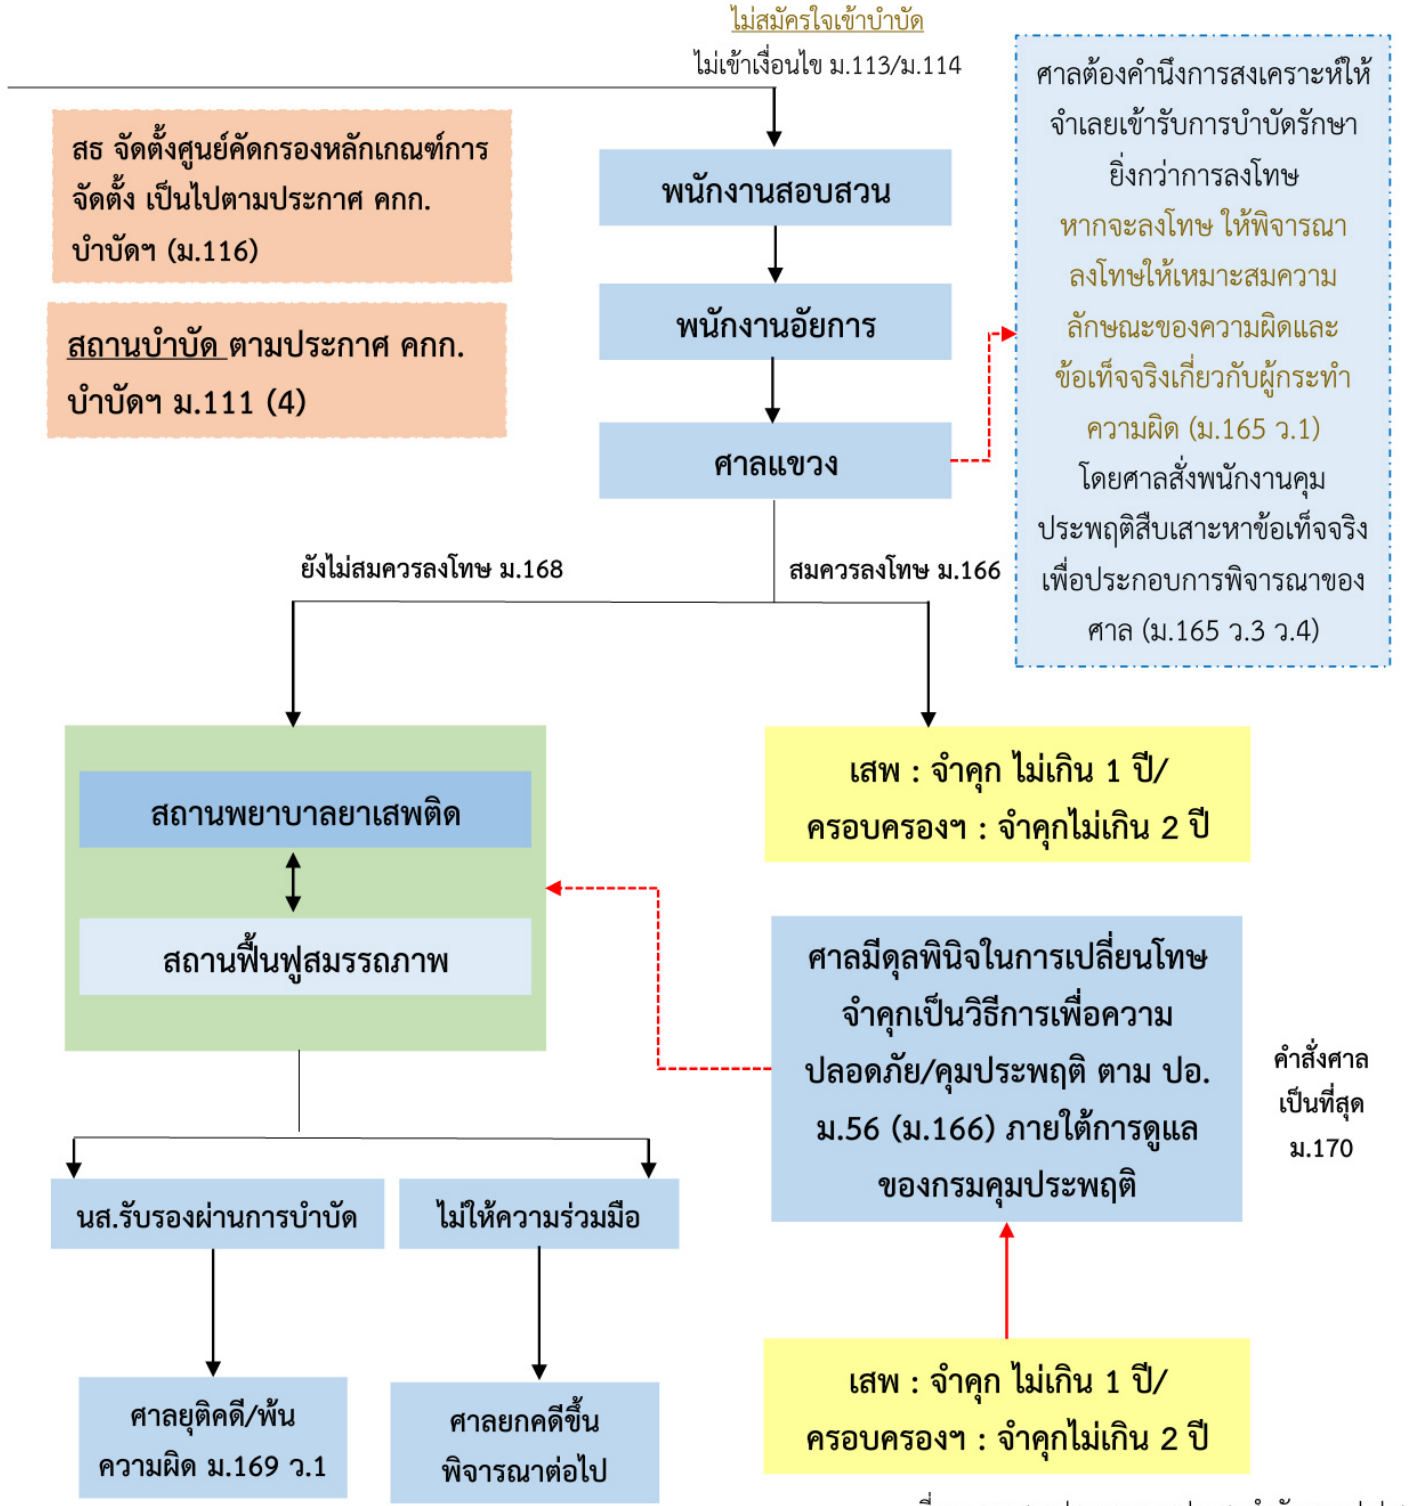 ไม่สมัครใจเข้าบำบัด
ไม่เข้าเงื่อนไข ม.113/ม.114
สธ จัดตั้งศูนย์คัดกรองหลักเกณฑ์การ
จัดตั้ง เป็นไปตามประกาศ คกก.
บำบัดฯ (ม.116)
สถานบำบัด ตามประกาศ คกก.
บำบัดฯ ม.111 (4)
พนักงานสอบสวน
พนักงานอัยการ
ศาลแขวง
ศาลต้องคำนึงการสงเคราะห์ให้
จำเลยเข้ารับการบำบัดรักษา
ยิ่งกว่าการลงโทษ
หากจะลงโทษ ให้พิจารณา
ลงโทษให้เหมาะสมความ
ลักษณะของความผิดและ
ข้อเท็จจริงเกี่ยวกับผู้กระทำ
ความผิด (ม.165 ว.1)
โดยศาลสั่งพนักงานคุม
ประพฤติสืบเสาะหาข้อเท็จจริง
เพื่อประกอบการพิจารณาของ
ศาล (ม.165 ว.3 ว.4)
ยังไม่สมควรลงโทษ ม.168
สมควรลงโทษ ม.166
สถานพยาบาลยาเสพติด
สถานฟื้นฟูสมรรถภาพ
เสพ : จำคุก ไม่เกิน 1 ปี/
ครอบครองฯ : จำคุกไม่เกิน 2 ปี
ศาลมีดุลพินิจในการเปลี่ยนโทษ
จำคุกเป็นวิธีการเพื่อความ
ปลอดภัย/คุมประพฤติ ตาม ปอ.
ม.56 (ม.166) ภายใต้การดูแล
ของกรมคุมประพฤติ
คำสั่งศาล
เป็นที่สุด
ม.170
นส.รับรองผ่านการบำบัด
ไม่ให้ความร่วมมือ
ศาลยุติคดี/พ้น
ความผิด ม.169 ว.1
ศาลยกคดีขึ้น
พิจารณาต่อไป
เสพ : จำคุก ไม่เกิน 1 ปี/
ครอบครองฯ : จำคุกไม่เกิน 2 ปี